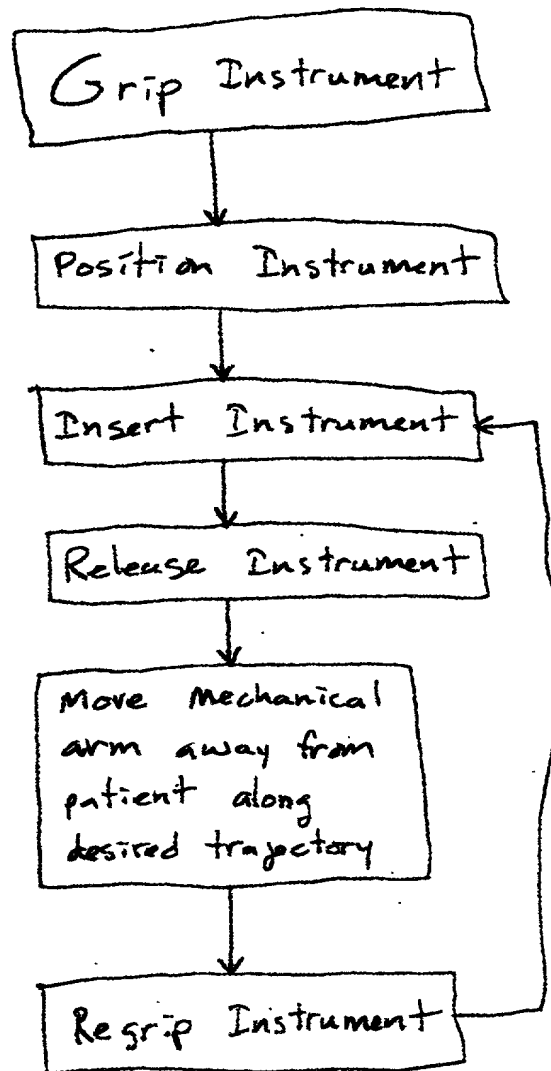 Grip Instrument
Position Instrument
Insert Instrument
Release Instrument
Move Mechanical
arm away from
patient along
desired trajectory
Regrip Instrument